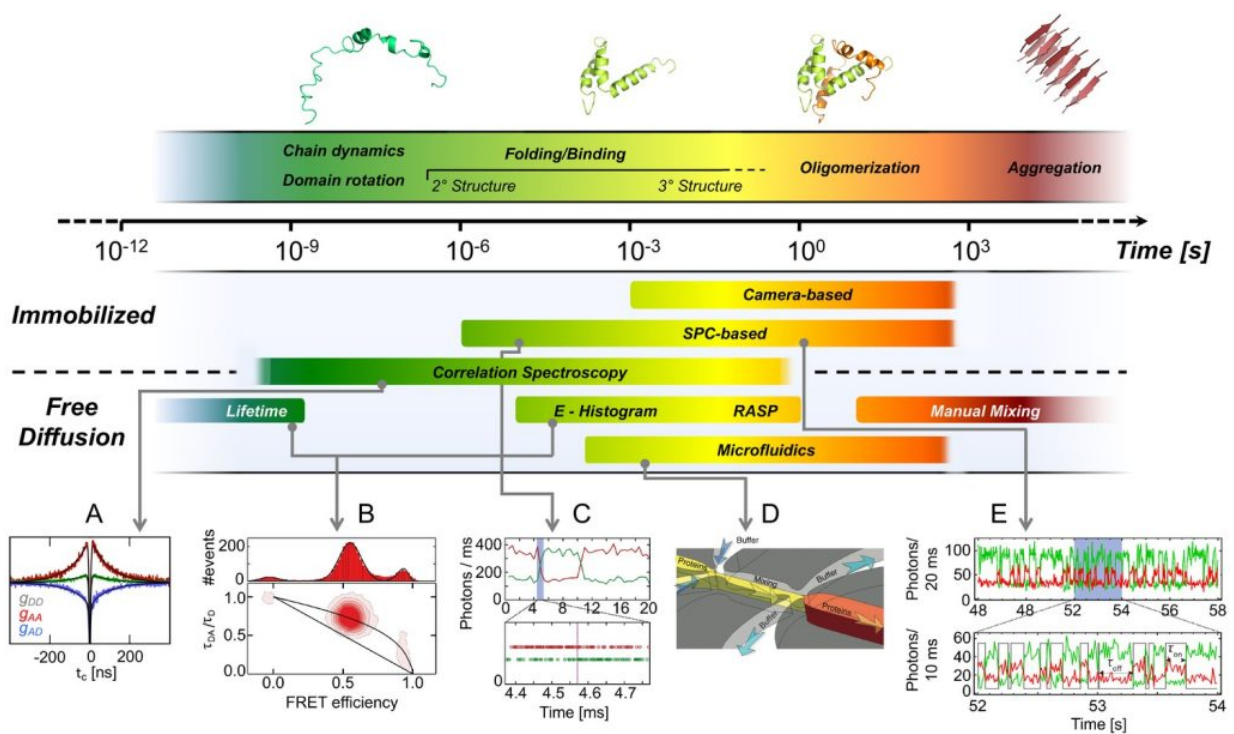 Chain dynamics
Domain rotation
Folding/Binding
2° Structure
3° Structure
Oligomerization
Aggregation
10-12
10-9
10-6
10-3
10⁰
10³
Time [s]
Immobilized
Camera-based
SPC-based
Correlation Spectroscopy
Free
Diffusion
Lifetime
E - Histogram
RASP
Manual Mixing
Microfluidics
A
gDD
gAA
gAD
-200
0
200
tc [ns]
B
#events
200
0
τDA/τD
1.0
0.5
0.0
0.0
0.5
1.0
FRET efficiency
C
Photons / ms
400
200
0
0
4
8
12
16
20
0
4.4
4.5
4.6
4.7
Time [ms]
D
Buffer
Proteins
Mixing
Buffer
Buffer
Proteins
E
Photons/
20 ms
100
50
0
48
48
52
54
56
58
Photons/
10 ms
60
40
20
0
τoff
τon
52
53
54
Time [s]